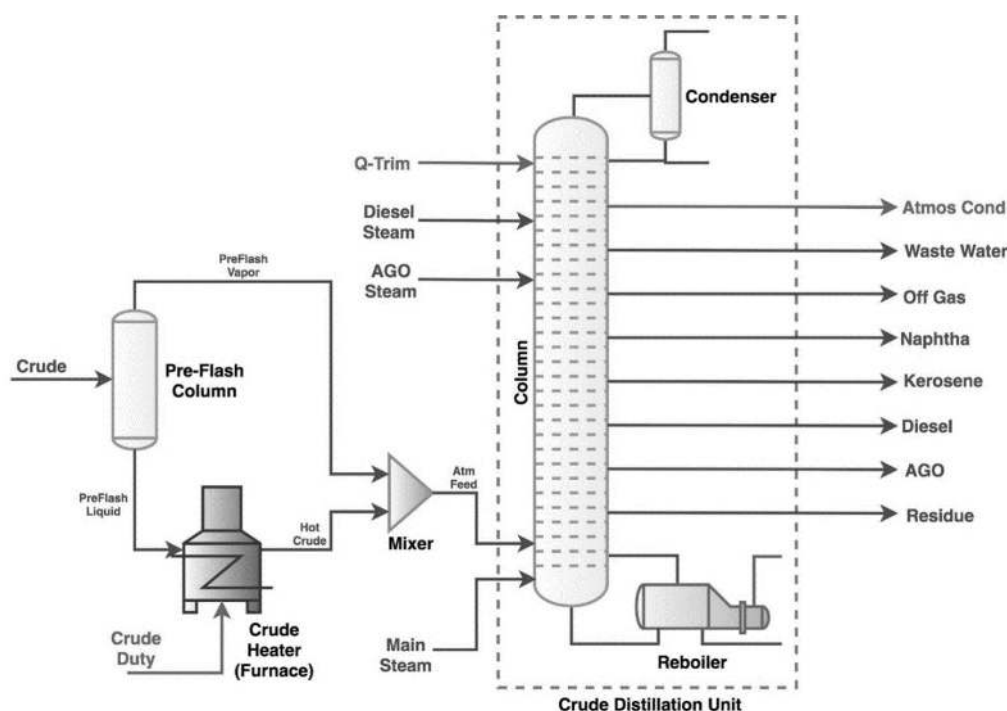 Condenser
Q-Trim
Diesel
Steam
Atmos Cond
Waste Water
PreFlash
Vapor
AGO
Steam
Off Gas
Naphtha
Column
Crude
Pre-Flash
Column
Kerosene
Diesel
AGO
Atm
Feed
PreFlash
Liquid
Hot
Crude
Mixer
Residue
Crude
Duty
Crude
Heater
(Furnace)
Main
Steam
Reboiler
Crude Distillation Unit